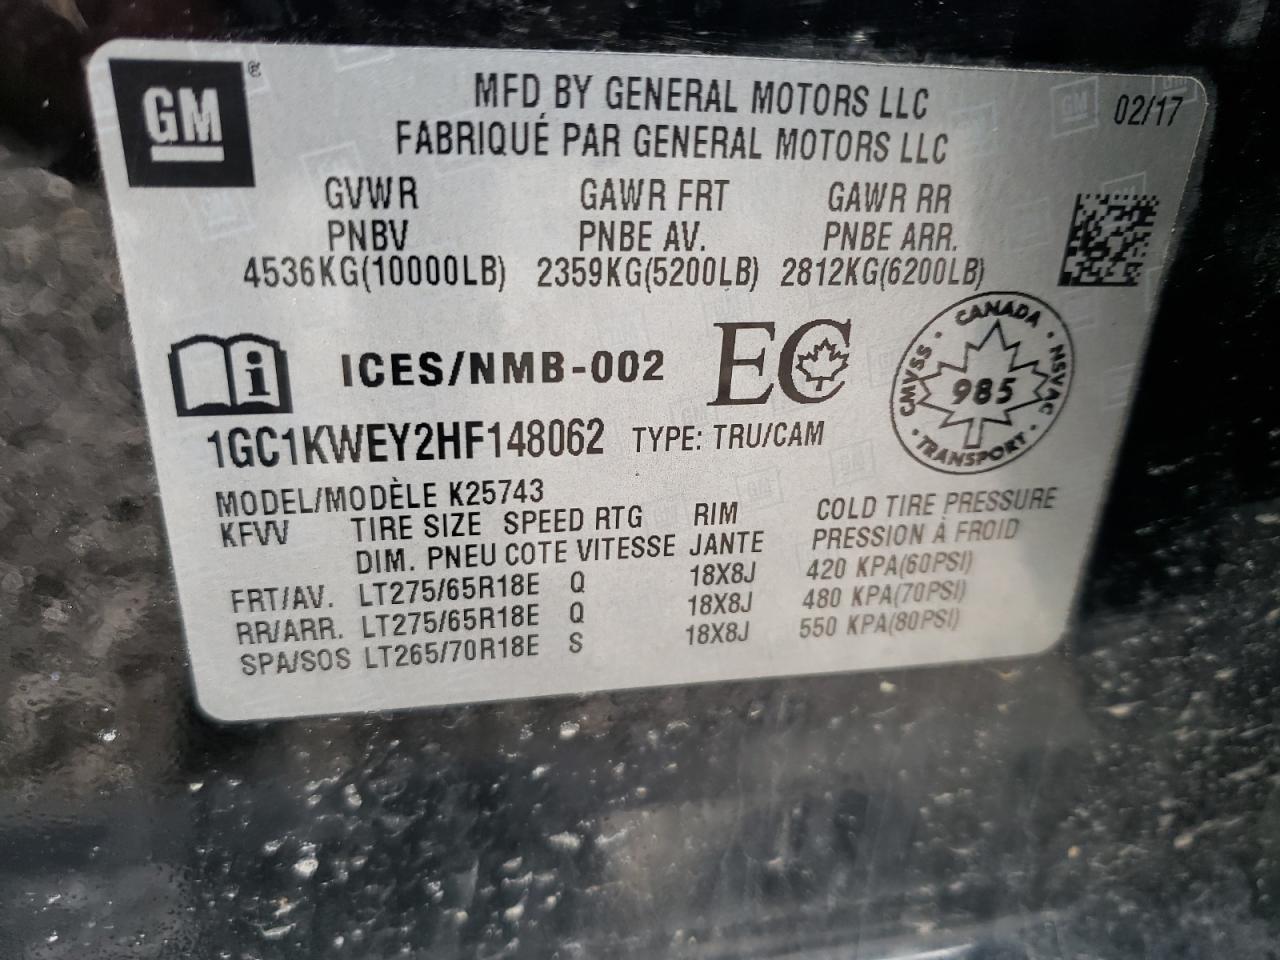 GM ®
MFD BY GENERAL MOTORS LLC
02/17
FABRIQUÉ PAR GENERAL MOTORS LLC
GVWR GAWR FRT GAWR RR
PNBV PNBE AV. PNBE ARR.
4536KG(10000LB) 2359KG(5200LB) 2812KG(6200LB)
i ICES/NMB-002 EC
CANADA
CMVSS 985 NSVAC
TRANSPORT
1GC1KWEY2HF148062 TYPE: TRU/CAM
MODEL/MODÈLE K25743
KFVV TIRE SIZE SPEED RTG RIM COLD TIRE PRESSURE
DIM. PNEU COTE VITESSE JANTE PRESSION À FROID
FRT/AV. LT275/65R18E Q 18X8J 420 KPA(60PSI)
RR/ARR. LT275/65R18E Q 18X8J 480 KPA(70PSI)
SPA/SOS LT265/70R18E S 18X8J 550 KPA(80PSI)